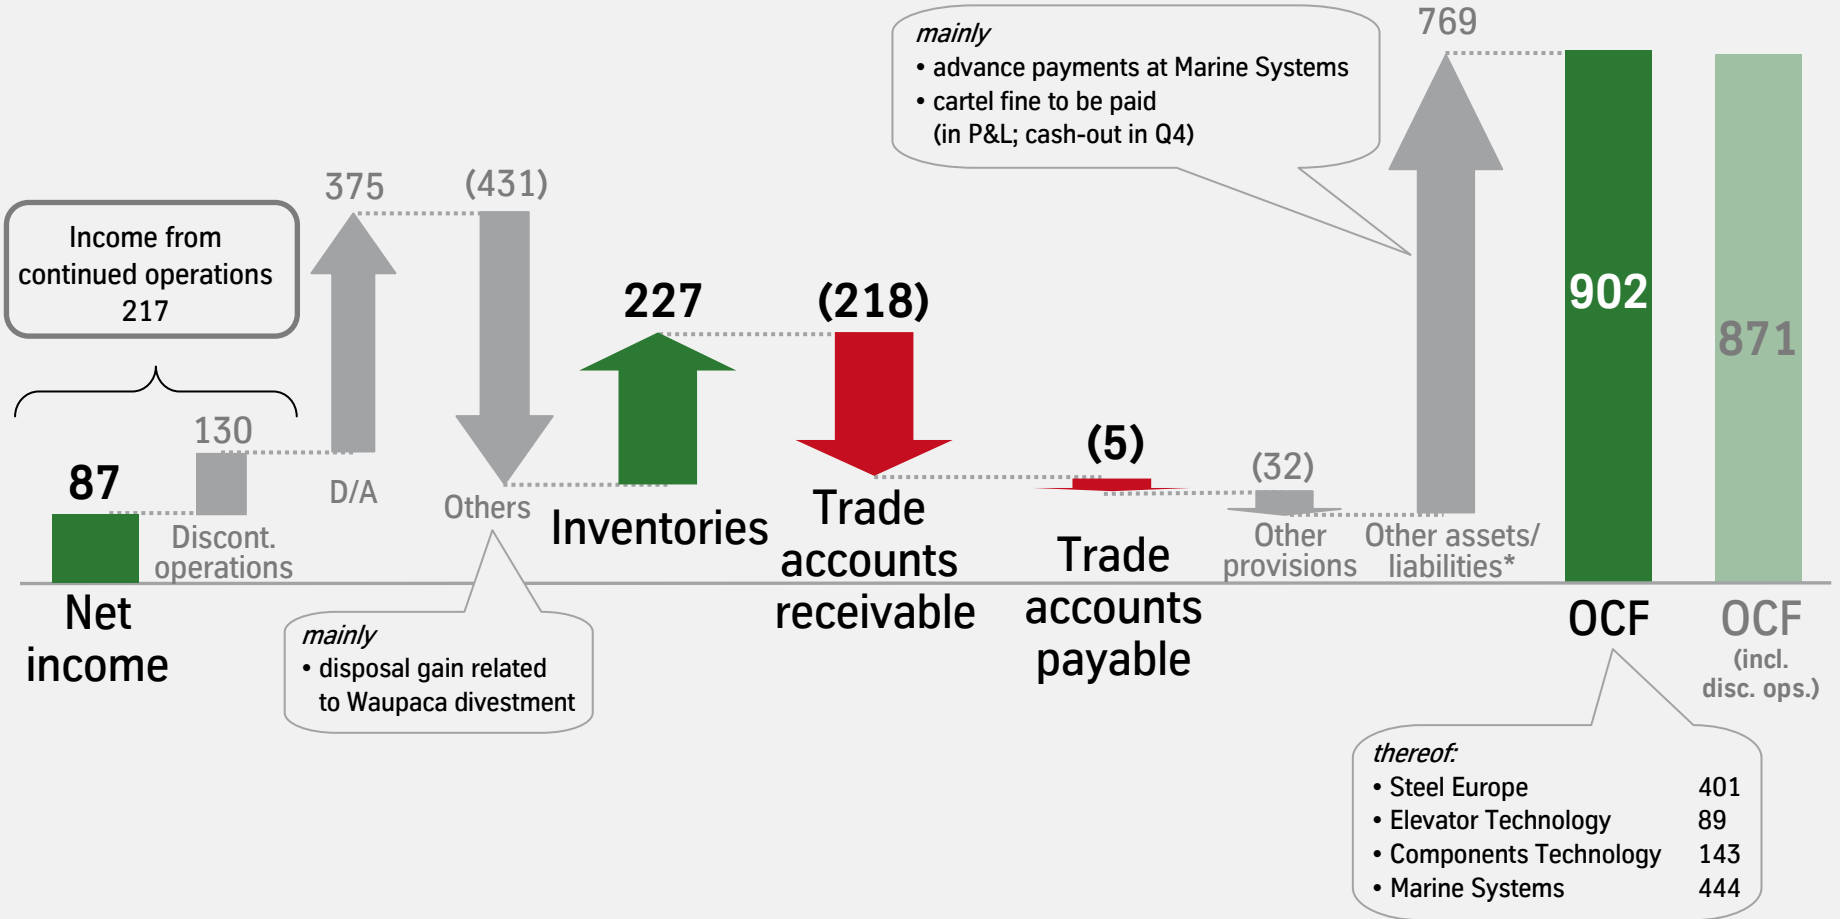 mainly
• advance payments at Marine Systems
• cartel fine to be paid
(in P&L; cash-out in Q4)
769
375
(431)
Income from
continued operations
217
227
(218)
902
871
130
87
D/A
Others
(5)
(32)
Discont.
operations
Inventories
Trade
accounts
receivable
Trade
accounts
payable
Other
provisions
Other assets/
liabilities*
Net
income
OCF
OCF
(incl.
disc. ops.)
mainly
• disposal gain related
to Waupaca divestment
thereof:
• Steel Europe 401
• Elevator Technology 89
• Components Technology 143
• Marine Systems 444